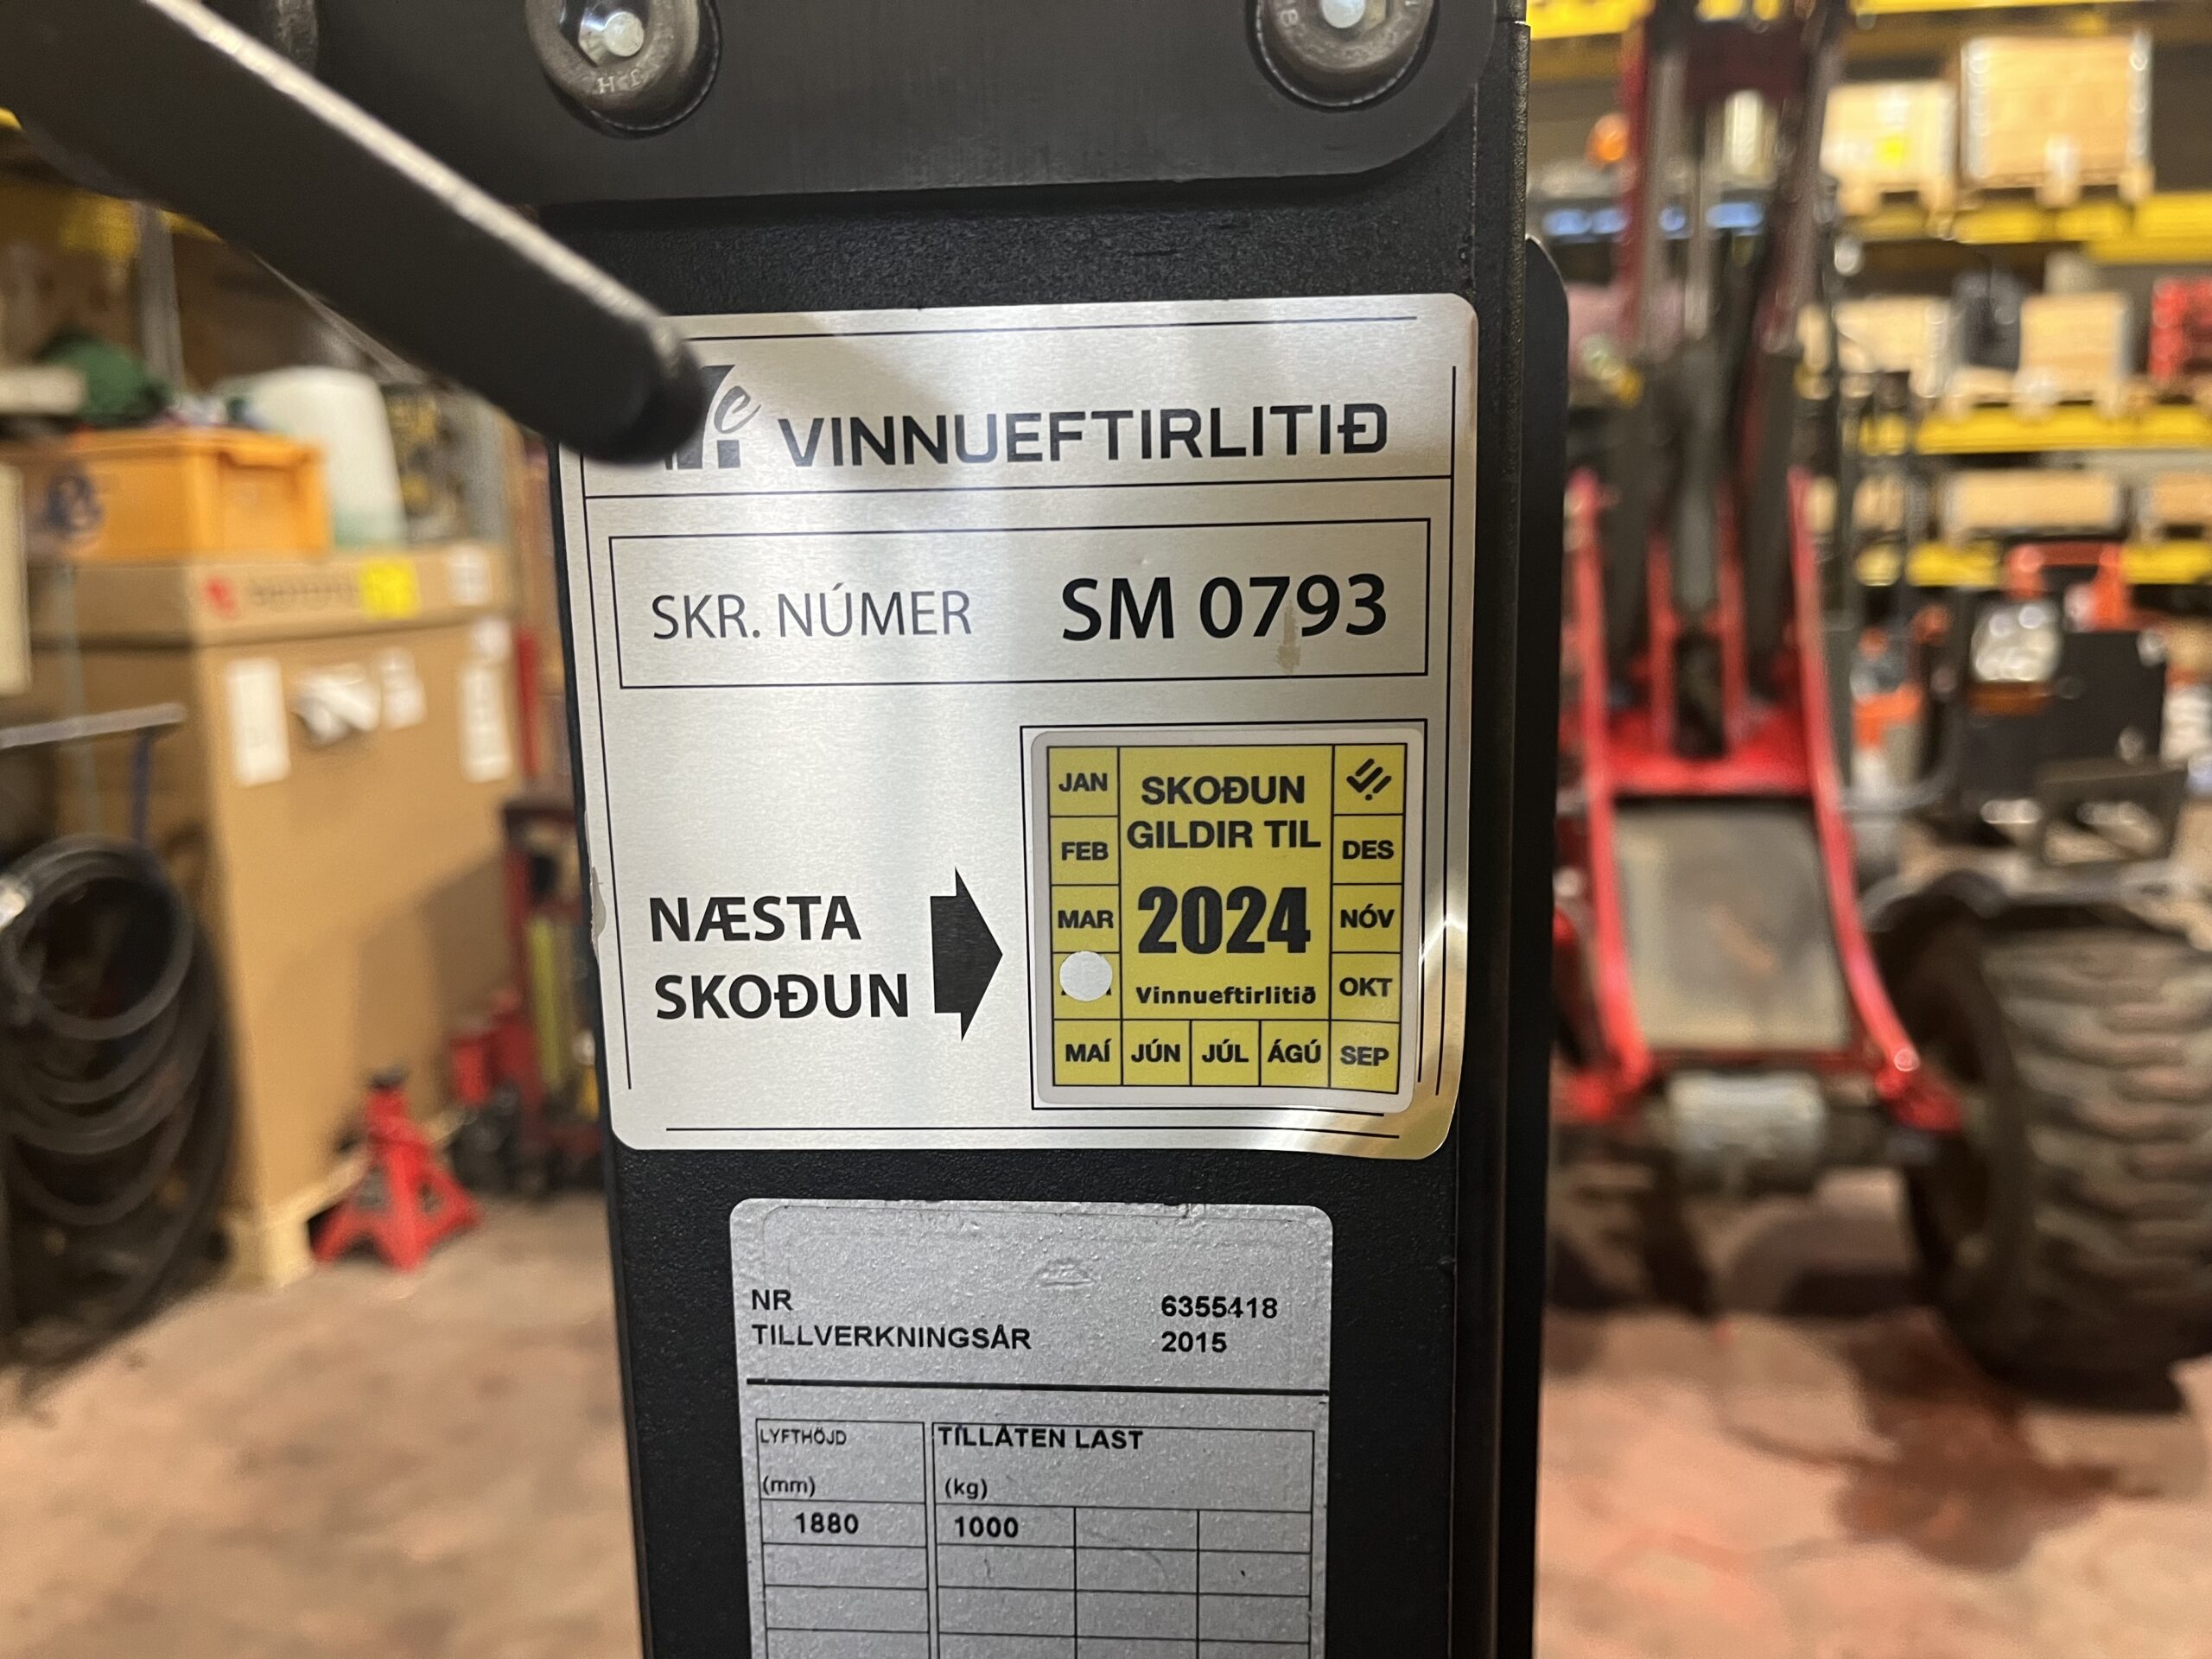 VINNUEFTIRLITIÐ
SKR. NÚMER SM 0793
NÆSTA
SKOÐUN
SKOÐUN
GILDIR TIL
2024
Vinnueftirlitið
JAN
FEB
MAR
MAÍ JÚN JÚL ÁGÚ SEP
OKT
NÓV
DES
NR 6355418
TILLVERKNINGSÅR 2015
LYFTHÖJD TILLÅTEN LAST
(mm) (kg)
1880 1000